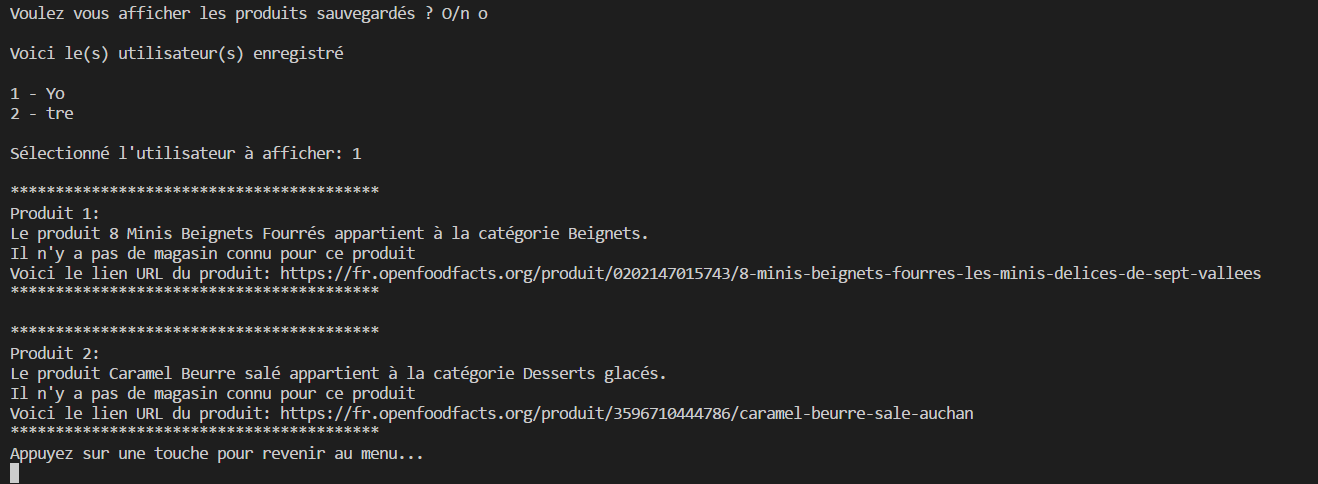 Voulez vous afficher les produits sauvegardés ? O/n o
Voici le(s) utilisateur(s) enregistré
1 - Yo
2 - tre
Sélectionné l'utilisateur à afficher: 1
*****************************************
Produit 1:
Le produit 8 Minis Beignets Fourrés appartient à la catégorie Beignets.
Il n'y a pas de magasin connu pour ce produit
Voici le lien URL du produit: https://fr.openfoodfacts.org/produit/0202147015743/8-minis-beignets-fourres-les-minis-delices-de-sept-vallees
*****************************************
*****************************************
Produit 2:
Le produit Caramel Beurre salé appartient à la catégorie Desserts glacés.
Il n'y a pas de magasin connu pour ce produit
Voici le lien URL du produit: https://fr.openfoodfacts.org/produit/3596710444786/caramel-beurre-sale-auchan
*****************************************
Appuyez sur une touche pour revenir au menu...